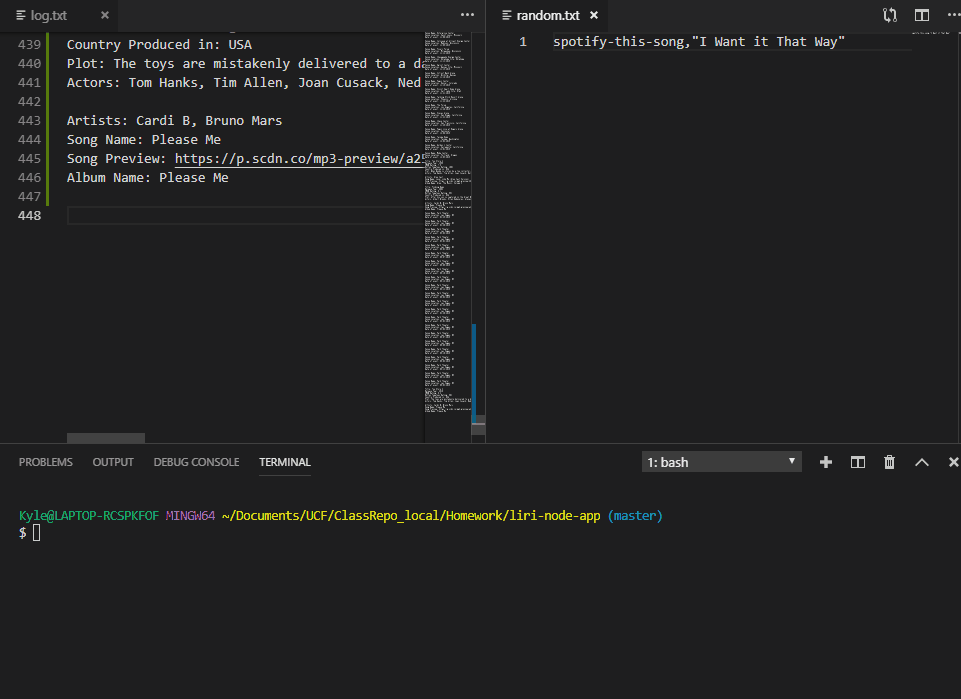 log.txt
random.txt
439 Country Produced in: USA
440 Plot: The toys are mistakenly delivered to a d
441 Actors: Tom Hanks, Tim Allen, Joan Cusack, Ned
442
443 Artists: Cardi B, Bruno Mars
444 Song Name: Please Me
445 Song Preview: https://p.scdn.co/mp3-preview/a2
446 Album Name: Please Me
447
448
1 spotify-this-song,"I Want it That Way"
PROBLEMS OUTPUT DEBUG CONSOLE TERMINAL
1: bash
Kyle@LAPTOP-RCSPKFOF MINGW64 ~/Documents/UCF/ClassRepo_local/Homework/liri-node-app (master)
$